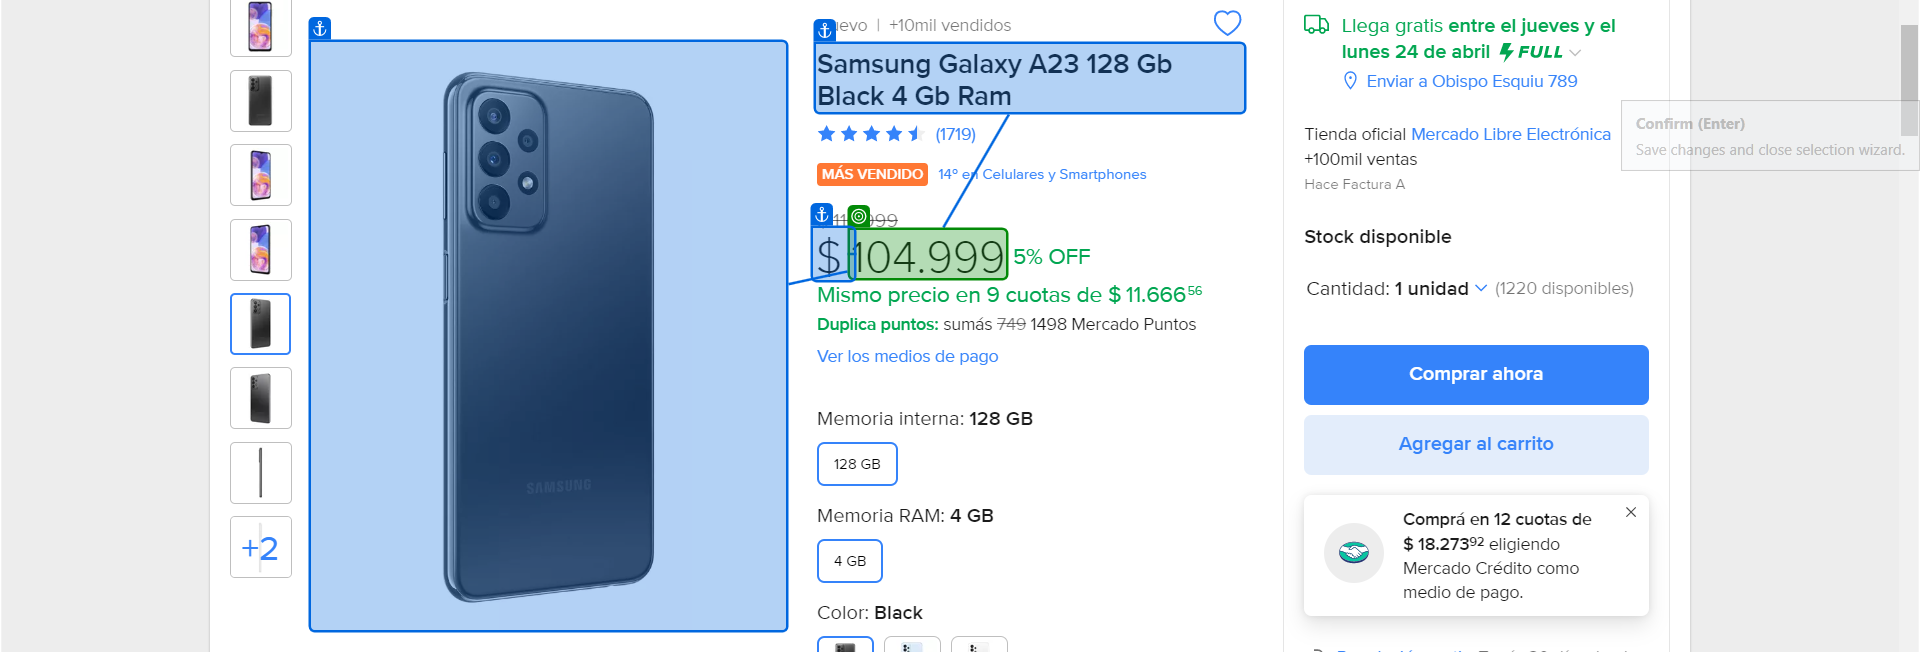 +2
SAMSUNG
evo | +10mil vendidos
Samsung Galaxy A23 128 Gb
Black 4 Gb Ram
(1719)
MÁS VENDIDO 14º en Celulares y Smartphones
$ 104.999 5% OFF
Mismo precio en 9 cuotas de $ 11.666 56
Duplica puntos: sumás 749 1498 Mercado Puntos
Ver los medios de pago
Memoria interna: 128 GB
128 GB
Memoria RAM: 4 GB
4 GB
Color: Black
Llega gratis entre el jueves y el
lunes 24 de abril FULL
Enviar a Obispo Esquiu 789
Confirm (Enter)
Save changes and close selection wizard.
Tienda oficial Mercado Libre Electrónica
+100mil ventas
Hace Factura A
Stock disponible
Cantidad: 1 unidad (1220 disponibles)
Comprar ahora
Agregar al carrito
Comprá en 12 cuotas de
$ 18.273 92 eligiendo
Mercado Crédito como
medio de pago.